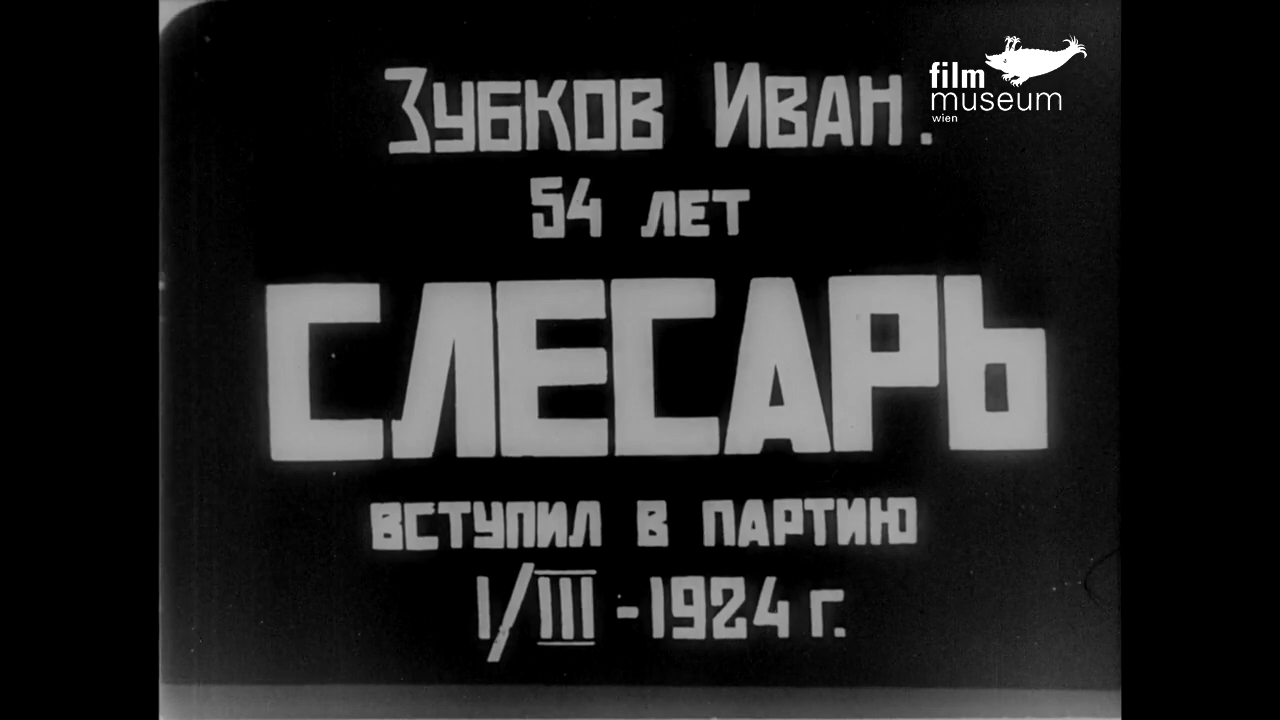 Зубков Иван.
film
museum
wien
54 лет
СЛЕСАРЬ
ВСТУПИЛ В ПАРТИЮ
1/III - 1924 г.